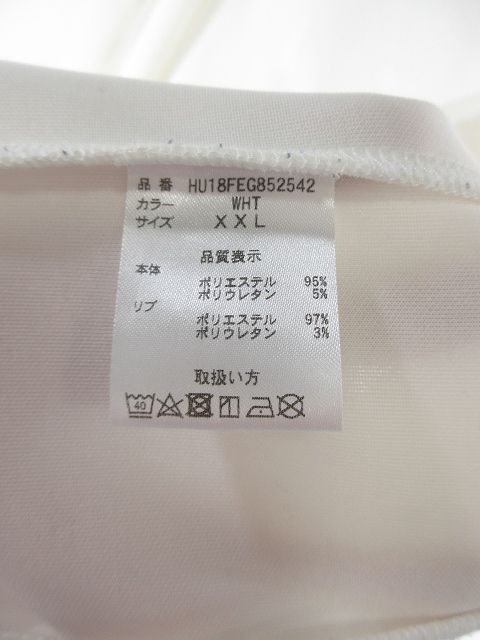 品番 HU18FEG852542
カラー WHT
サイズ XXL
品質表示
本体
ポリエステル 95%
ポリウレタン 5%
リブ
ポリエステル 97%
ポリウレタン 3%
取扱い方
40